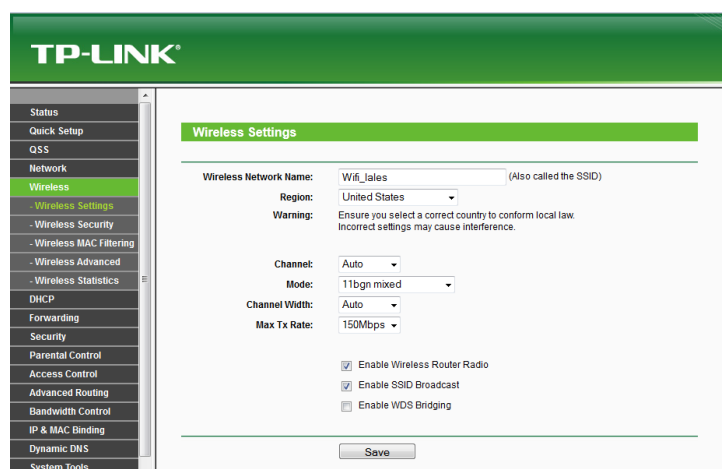 TP-LINK®
Status
Quick Setup
QSS
Network
Wireless
- Wireless Settings
- Wireless Security
- Wireless MAC Filtering
- Wireless Advanced
- Wireless Statistics
DHCP
Forwarding
Security
Parental Control
Access Control
Advanced Routing
Bandwidth Control
IP & MAC Binding
Dynamic DNS
System Tools
Wireless Settings
Wireless Network Name: Wifi_lales (Also called the SSID)
Region: United States
Warning: Ensure you select a correct country to conform local law.
Incorrect settings may cause interference.
Channel: Auto
Mode: 11bgn mixed
Channel Width: Auto
Max Tx Rate: 150Mbps
Enable Wireless Router Radio
Enable SSID Broadcast
Enable WDS Bridging
Save